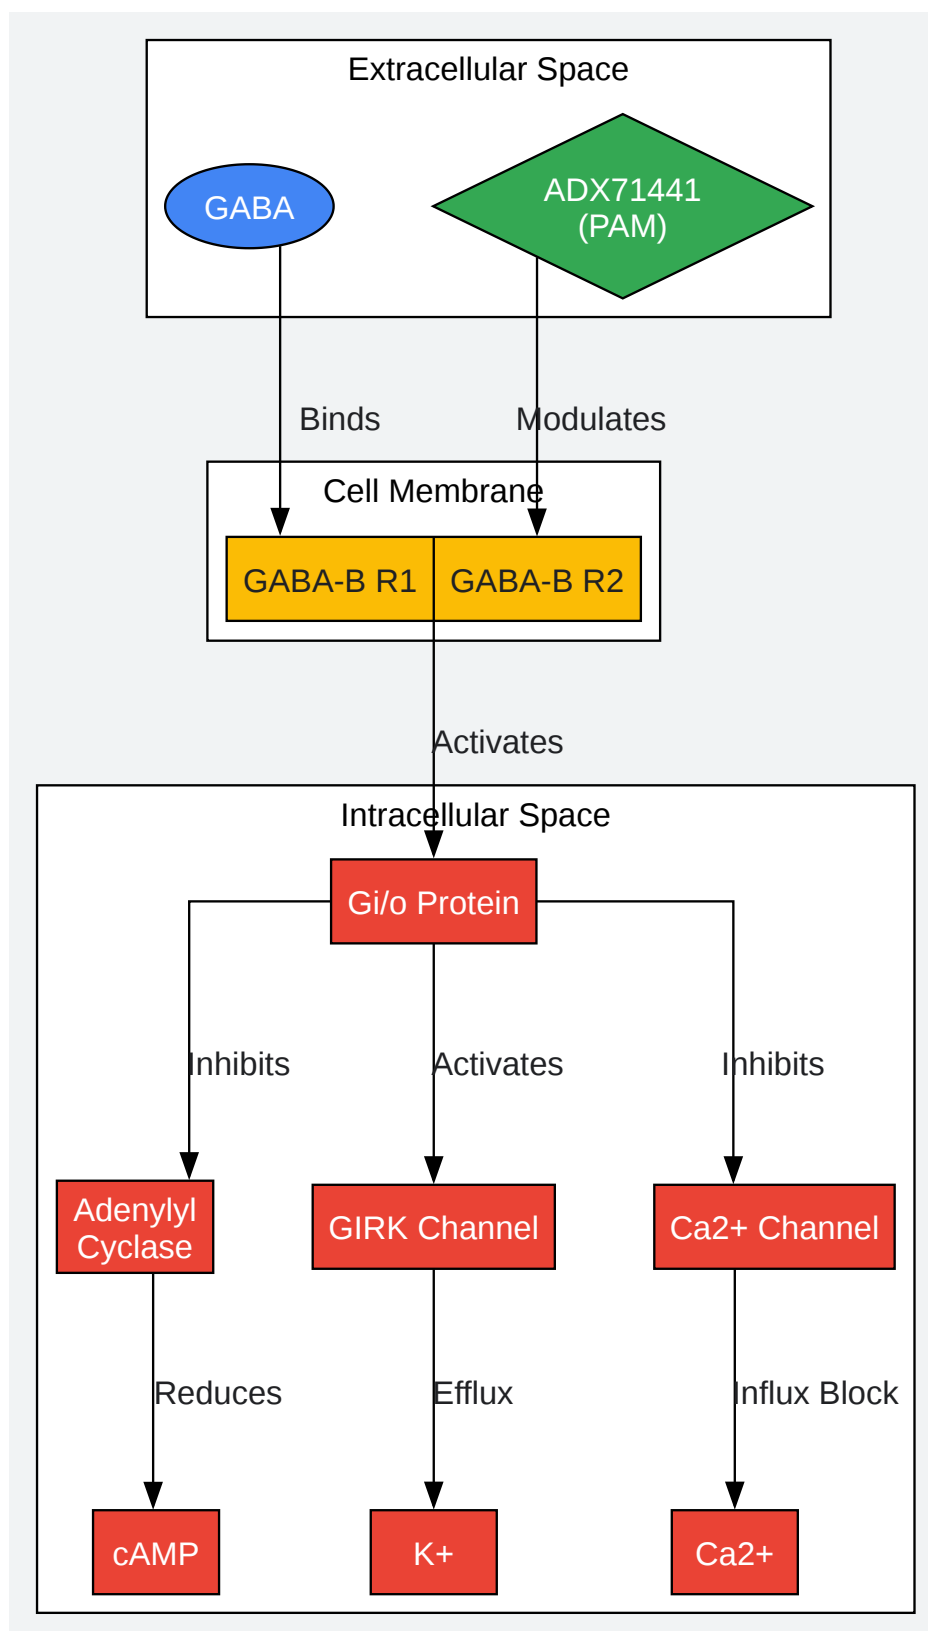 Extracellular Space
GABA
ADX71441
(PAM)
Binds
Modulates
Cell Membrane
GABA-B R1
GABA-B R2
Activates
Intracellular Space
Gi/o Protein
Inhibits
Activates
Inhibits
Adenylyl
Cyclase
GIRK Channel
Ca2+ Channel
Reduces
Efflux
Influx Block
cAMP
K+
Ca2+